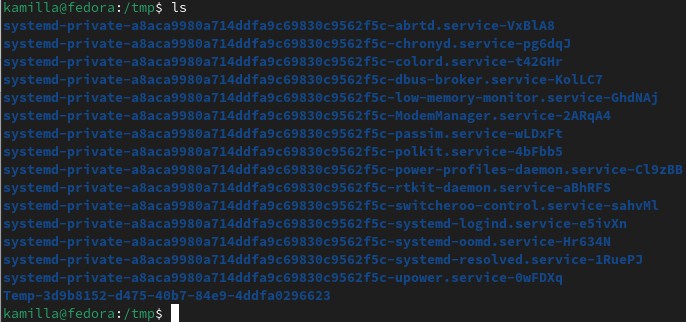 kamilla@fedora:/tmp$ ls
systemd-private-a8aca9980a714ddfa9c69830c9562f5c-abrtd.service-VxBlA8
systemd-private-a8aca9980a714ddfa9c69830c9562f5c-chronyd.service-pg6dqJ
systemd-private-a8aca9980a714ddfa9c69830c9562f5c-colord.service-t42GHr
systemd-private-a8aca9980a714ddfa9c69830c9562f5c-dbus-broker.service-KolLC7
systemd-private-a8aca9980a714ddfa9c69830c9562f5c-low-memory-monitor.service-GhdNAj
systemd-private-a8aca9980a714ddfa9c69830c9562f5c-ModemManager.service-2ARqA4
systemd-private-a8aca9980a714ddfa9c69830c9562f5c-passim.service-wLDxFt
systemd-private-a8aca9980a714ddfa9c69830c9562f5c-polkit.service-4bFbb5
systemd-private-a8aca9980a714ddfa9c69830c9562f5c-power-profiles-daemon.service-Cl9zBB
systemd-private-a8aca9980a714ddfa9c69830c9562f5c-rtkit-daemon.service-aBhRFS
systemd-private-a8aca9980a714ddfa9c69830c9562f5c-switcheroo-control.service-sahvMl
systemd-private-a8aca9980a714ddfa9c69830c9562f5c-systemd-logind.service-e5ivXn
systemd-private-a8aca9980a714ddfa9c69830c9562f5c-systemd-oomd.service-Hr634N
systemd-private-a8aca9980a714ddfa9c69830c9562f5c-systemd-resolved.service-1RuePJ
systemd-private-a8aca9980a714ddfa9c69830c9562f5c-upower.service-0wFDXq
Temp-3d9b8152-d475-40b7-84e9-4ddfa0296623
kamilla@fedora:/tmp$